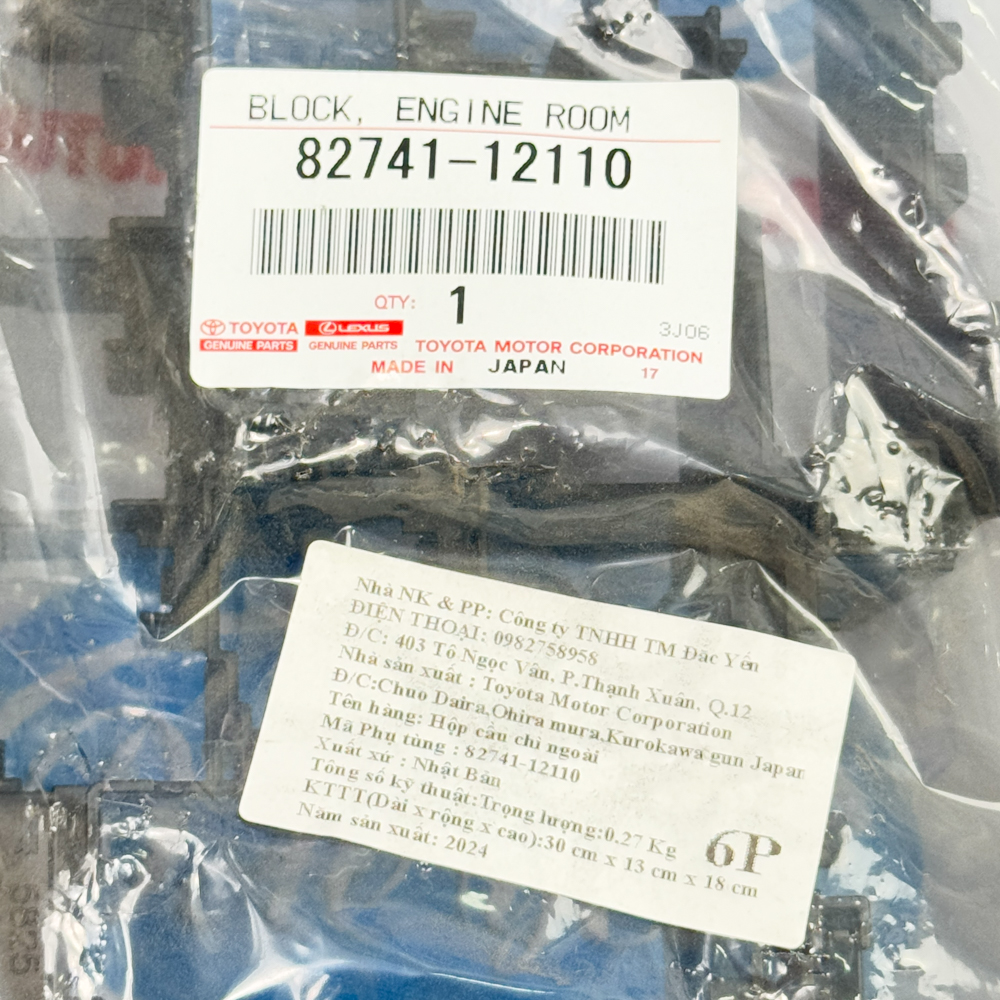 BLOCK, ENGINE ROOM
82741-12110
QTY: 1
3J06
TOYOTA LEXUS
GENUINE PARTS GENUINE PARTS TOYOTA MOTOR CORPORATION
MADE IN JAPAN 17
Nhà NK & PP: Công ty TNHH TM Đắc Yến
ĐIỆN THOẠI: 0982758958
Đ/C: 403 Tô Ngọc Vân, P.Thạnh Xuân, Q.12
Nhà sản xuất : Toyota Motor Corporation
Đ/C:Chuo Daira,Ohira mura,Kurokawa gun Japan
Tên hàng: Hộp cầu chì ngoài
Mã Phụ tùng : 82741-12110
Xuất xứ : Nhật Bản
Tổng số kỹ thuật:Trọng lượng:0.27 Kg
KTTT(Dài x rộng x cao):30 cm x 13 cm x 18 cm
Năm sản xuất: 2024
6P